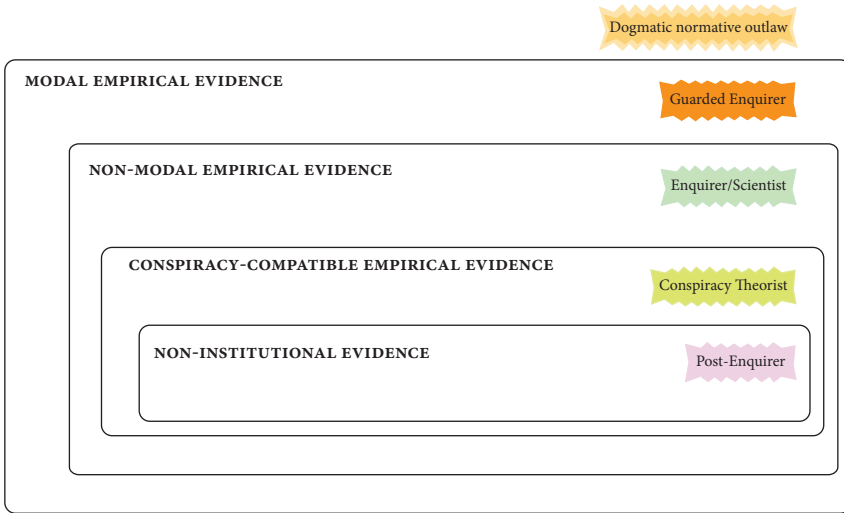 Dogmatic normative outlaw
MODAL EMPIRICAL EVIDENCE
Guarded Enquirer
NON-MODAL EMPIRICAL EVIDENCE
Enquirer/Scientist
CONSPIRACY-COMPATIBLE EMPIRICAL EVIDENCE
Conspiracy Theorist
NON-INSTITUTIONAL EVIDENCE
Post-Enquirer